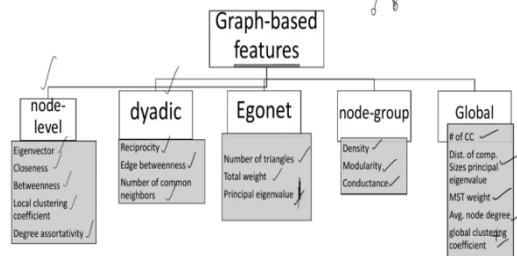 Graph-based
features
node-
level
dyadic
Egonet
node-group
Global
Eigenvector
Closeness
Betweenness
Local clustering
coefficient
Degree assortativity
Reciprocity
Edge betweenness
Number of common
neighbors
Number of triangles
Total weight
Principal eigenvalue
Density
Modularity
Conductance
# of CC
Dist. of comp.
Sizes principal
eigenvalue
MST weight
Avg. node degree
global clustering
coefficient